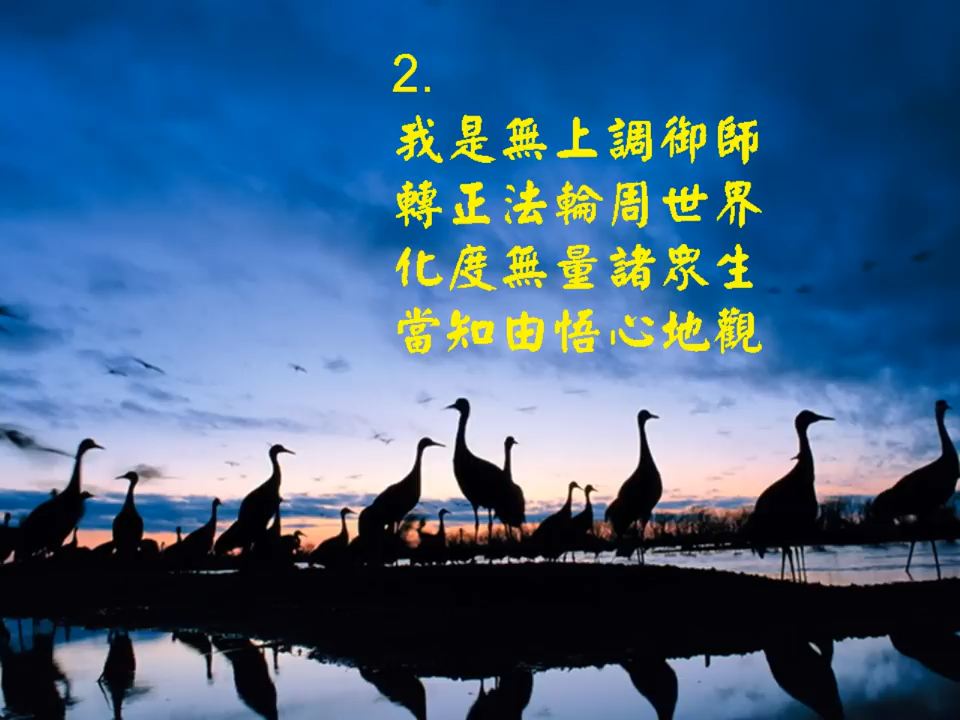 2.
我是無上調御師
轉正法輪周世界
化度無量諸眾生
當知由悟心地觀